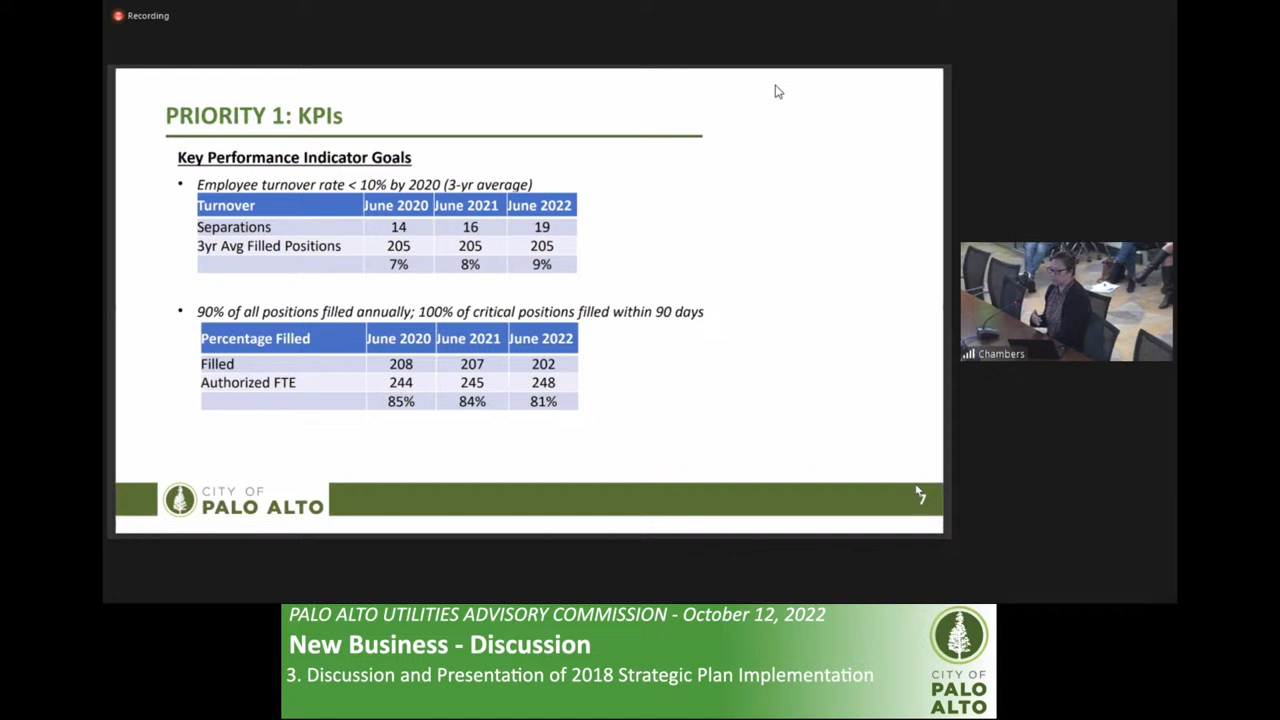 Recording
PRIORITY 1: KPIs
Key Performance Indicator Goals
• Employee turnover rate < 10% by 2020 (3-yr average)
Turnover June 2020 June 2021 June 2022
Separations 14 16 19
3yr Avg Filled Positions 205 205 205
7% 8% 9%
• 90% of all positions filled annually; 100% of critical positions filled within 90 days
Percentage Filled June 2020 June 2021 June 2022
Filled 208 207 202
Authorized FTE 244 245 248
85% 84% 81%
CITY OF
PALO ALTO
7
Chambers
PALO ALTO UTILITIES ADVISORY COMMISSION - October 12, 2022
New Business - Discussion
3. Discussion and Presentation of 2018 Strategic Plan Implementation
CITY OF
PALO
ALTO